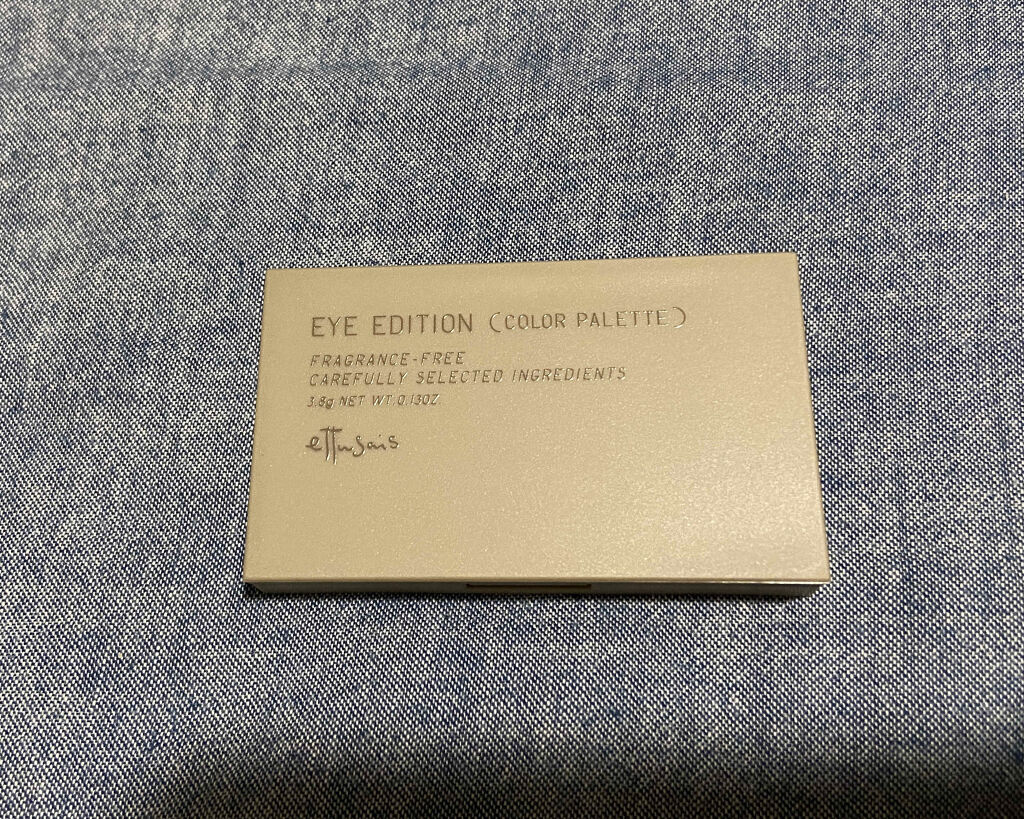 EYE EDITION (COLOR PALETTE)
FRAGRANCE-FREE
CAREFULLY SELECTED INGREDIENTS
3.8g NET WT. 0.13OZ.
ettusais